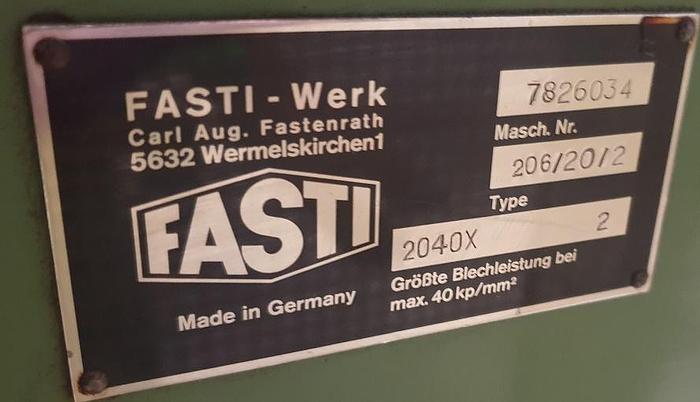 FASTI-Werk
Carl Aug. Fastenrath
5632 Wermelskirchen1
FASTI
Made in Germany
7826034
Masch. Nr.
206/20/2
Type
2040X 2
Größte Blechleistung bei
max. 40 kp/mm²